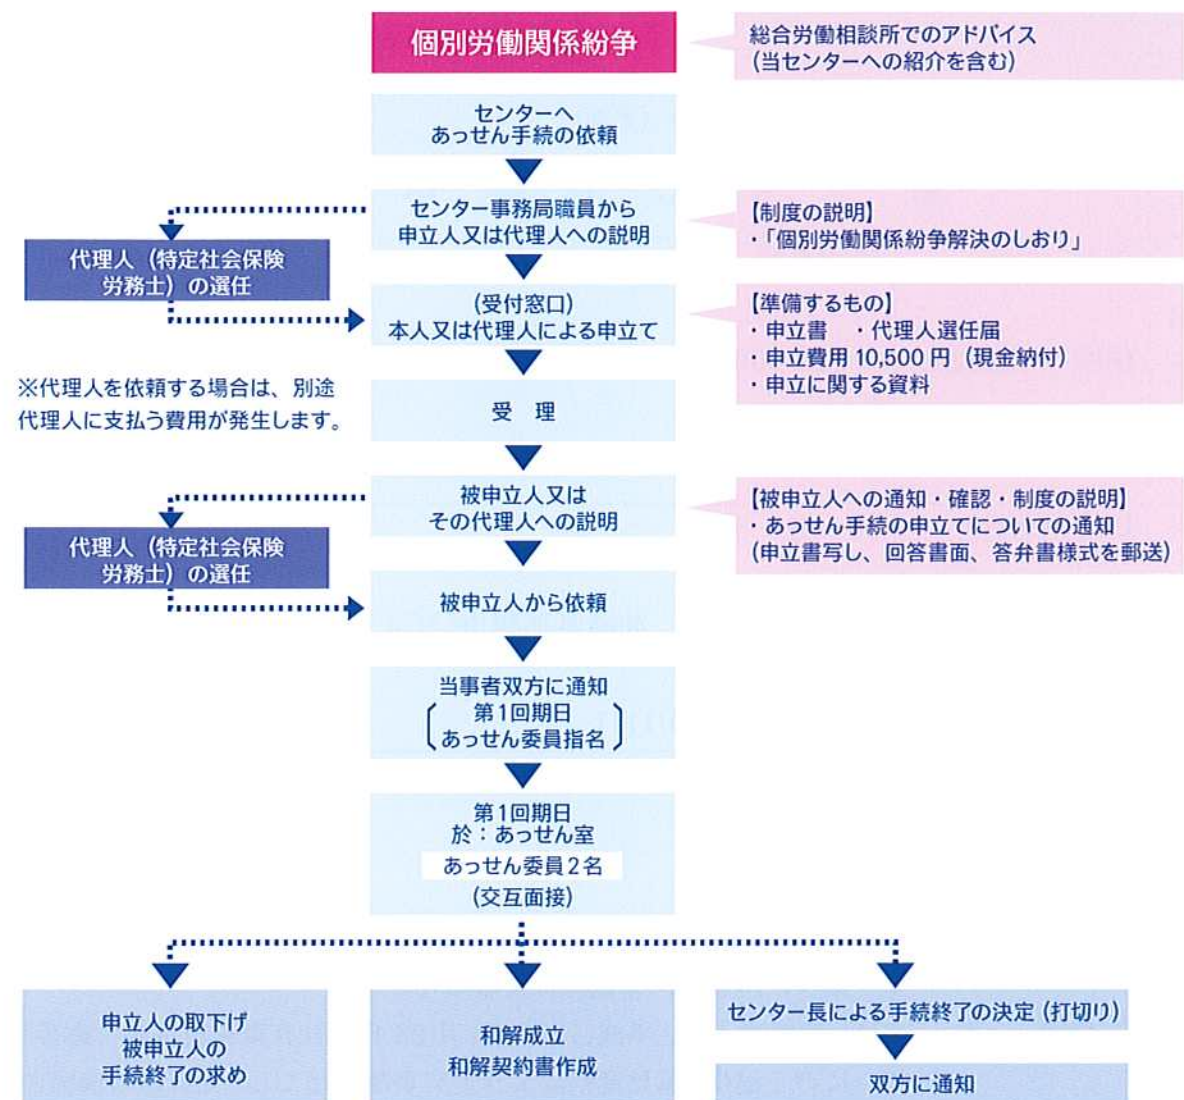 個別労働関係紛争
総合労働相談所でのアドバイス
(当センターへの紹介を含む)
センターへ
あっせん手続の依頼
センター事務局職員から
申立人又は代理人への説明
【制度の説明】
・「個別労働関係紛争解決のしおり」
代理人(特定社会保険
労務士)の選任
(受付窓口)
本人又は代理人による申立て
【準備するもの】
・申立書 ・代理人選任届
・申立費用 10,500 円(現金納付)
・申立に関する資料
※代理人を依頼する場合は、別途
代理人に支払う費用が発生します。
受 理
被申立人又は
その代理人への説明
【被申立人への通知・確認・制度の説明】
・あっせん手続の申立てについての通知
(申立書写し、回答書面、答弁書様式を郵送)
代理人(特定社会保険
労務士)の選任
被申立人から依頼
当事者双方に通知
第1回期日
あっせん委員指名
第1回期日
於:あっせん室
あっせん委員2名
(交互面接)
申立人の取下げ
被申立人の
手続終了の求め
和解成立
和解契約書作成
センター長による手続終了の決定(打切り)
双方に通知